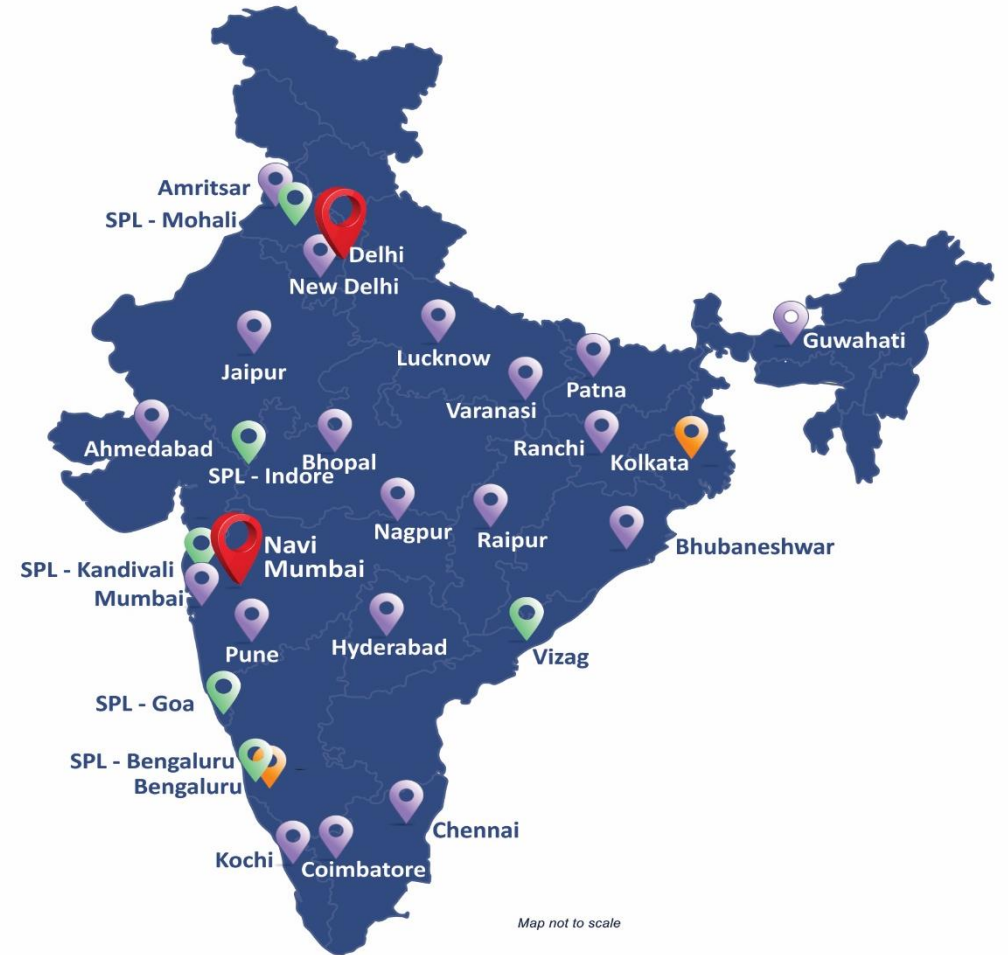 Amritsar
SPL - Mohali
Delhi
New Delhi
Guwahati
Lucknow
Jaipur
Patna
Varanasi
Ahmedabad
Ranchi
Kolkata
Bhopal
SPL - Indore
Nagpur
Raipur
Bhubaneshwar
Navi
Mumbai
SPL - Kandivali
Mumbai
Hyderabad
Pune
Vizag
SPL - Goa
SPL - Bengaluru
Bengaluru
Chennai
Kochi
Coimbatore
Map not to scale